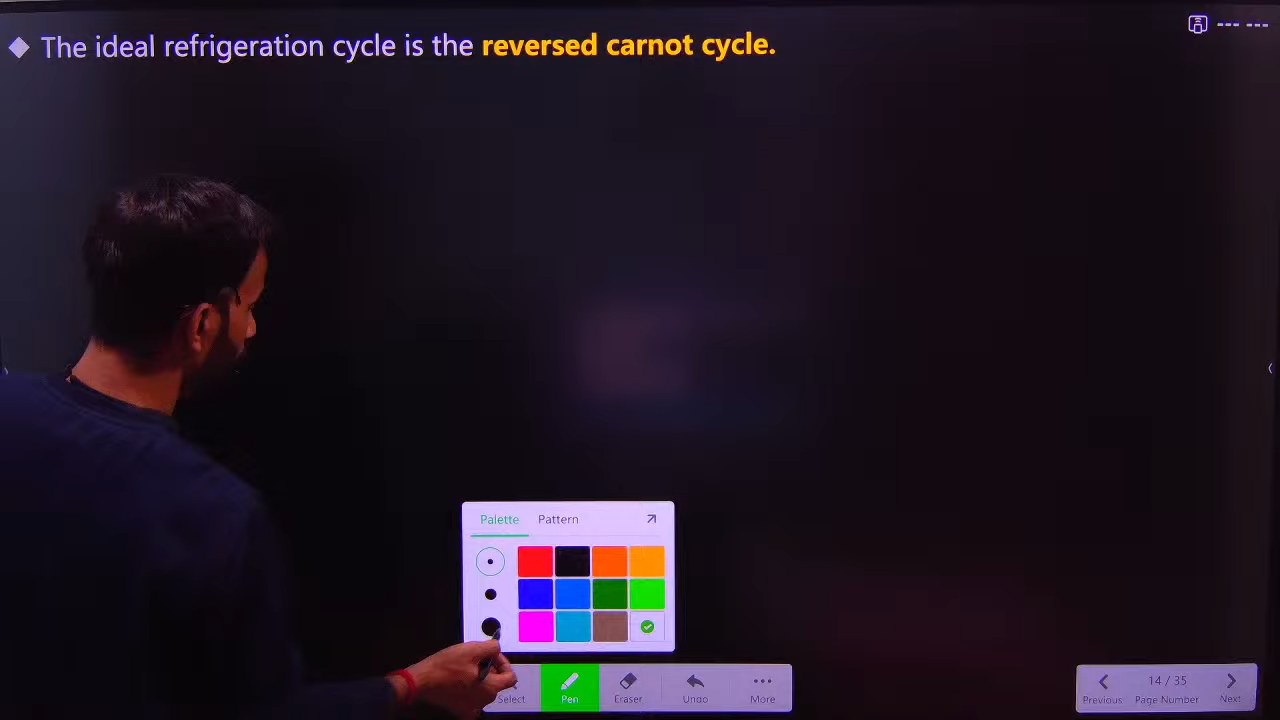 The ideal refrigeration cycle is the reversed carnot cycle.
Palette Pattern
Select Pen Eraser Undo More
14 / 35
Previous Page Number Next